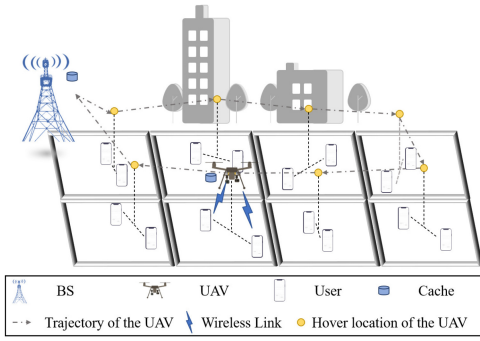 BS UAV User Cache
Trajectory of the UAV Wireless Link Hover location of the UAV